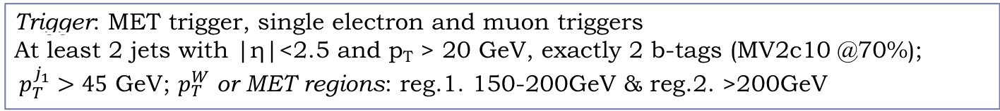 Trigger: MET trigger, single electron and muon triggers
At least 2 jets with |η|<2.5 and p_T > 20 GeV, exactly 2 b-tags (MV2c10 @70%);
p_T^{j_1} > 45 GeV; p_T^W or MET regions: reg.1. 150-200GeV & reg.2. >200GeV